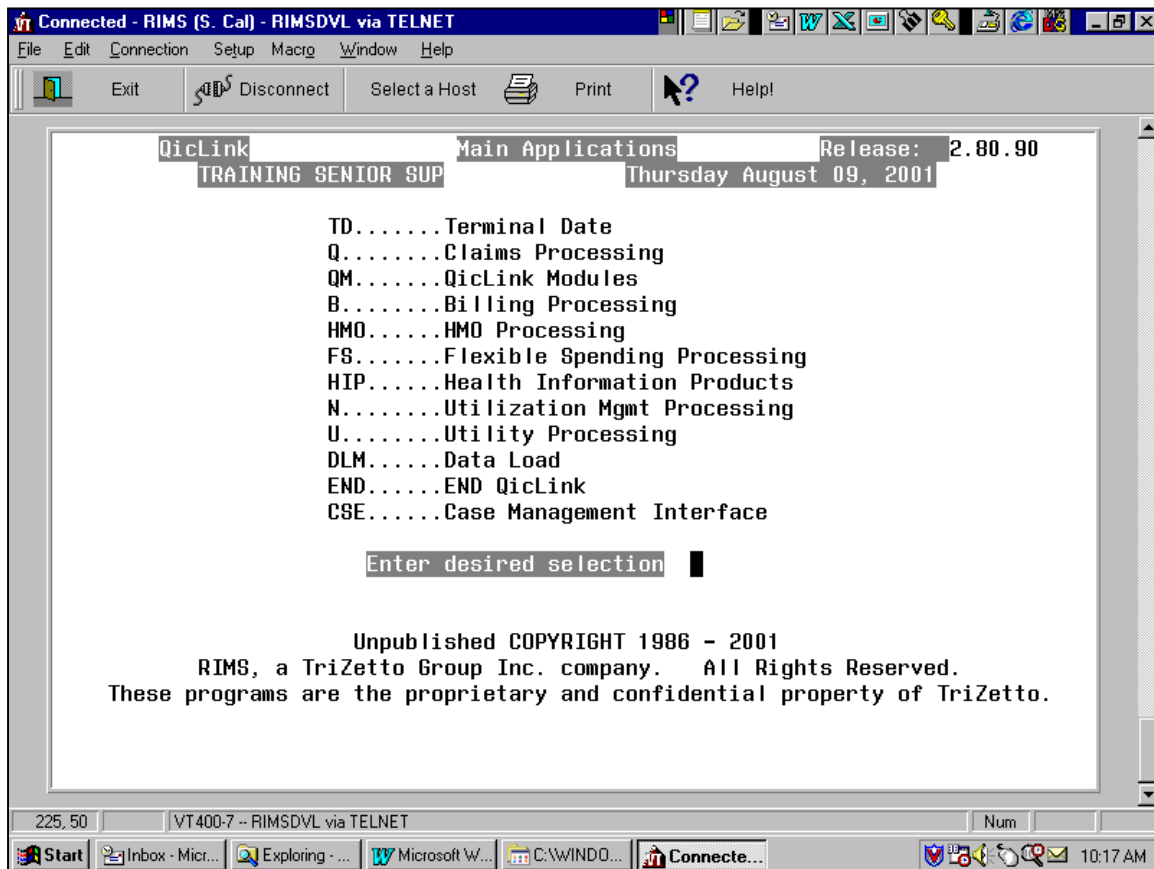 Connected - RIMS (S. Cal) - RIMSDVL via TELNET
File Edit Connection Setup Macro Window Help
Exit Disconnect Select a Host Print Help!
QicLink Main Applications Release: 2.80.90
TRAINING SENIOR SUP Thursday August 09, 2001
TD.......Terminal Date
Q........Claims Processing
QM.......QicLink Modules
B........Billing Processing
HMO......HMO Processing
FS.......Flexible Spending Processing
HIP......Health Information Products
N........Utilization Mgmt Processing
U........Utility Processing
DLM......Data Load
END......END QicLink
CSE......Case Management Interface
Enter desired selection
Unpublished COPYRIGHT 1986 - 2001
RIMS, a TriZetto Group Inc. company. All Rights Reserved.
These programs are the proprietary and confidential property of TriZetto.
225, 50 VT400-7 -- RIMSDVL via TELNET Num
Start Inbox - Micr... Exploring - ... Microsoft W... C:\WINDO... Connecte... 10:17 AM